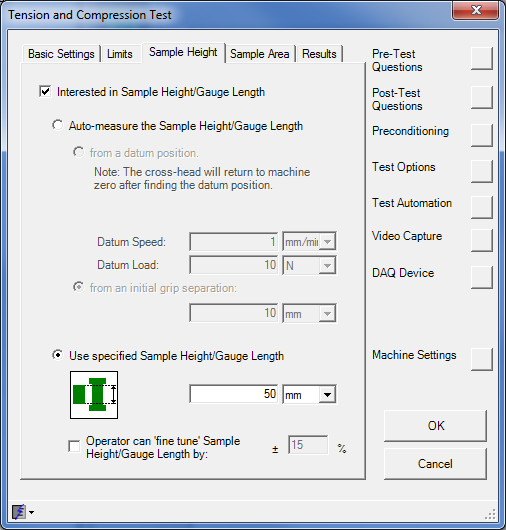 Tension and Compression Test
Basic Settings
Limits
Sample Height
Sample Area
Results
Interested in Sample Height/Gauge Length
Auto-measure the Sample Height/Gauge Length
from a datum position.
Note: The cross-head will return to machine
zero after finding the datum position.
Datum Speed: 1 mm/min
Datum Load: 10 N
from an initial grip separation:
10 mm
Use specified Sample Height/Gauge Length
50 mm
Operator can 'fine tune' Sample
Height/Gauge Length by: ± 15 %
Pre-Test
Questions
Post-Test
Questions
Preconditioning
Test Options
Test Automation
Video Capture
DAQ Device
Machine Settings
OK
Cancel